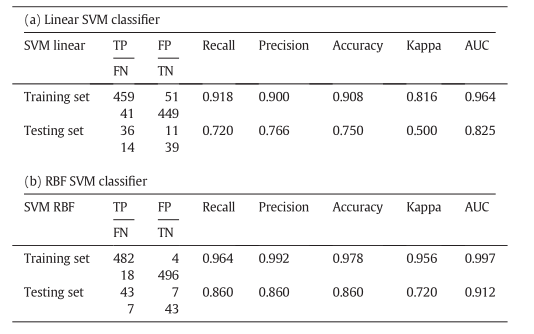 (a) Linear SVM classifier
SVM linear TP FP Recall Precision Accuracy Kappa AUC
FN TN
Training set 459 51 0.918 0.900 0.908 0.816 0.964
41 449
Testing set 36 11 0.720 0.766 0.750 0.500 0.825
14 39
(b) RBF SVM classifier
SVM RBF TP FP Recall Precision Accuracy Kappa AUC
FN TN
Training set 482 4 0.964 0.992 0.978 0.956 0.997
18 496
Testing set 43 7 0.860 0.860 0.860 0.720 0.912
7 43